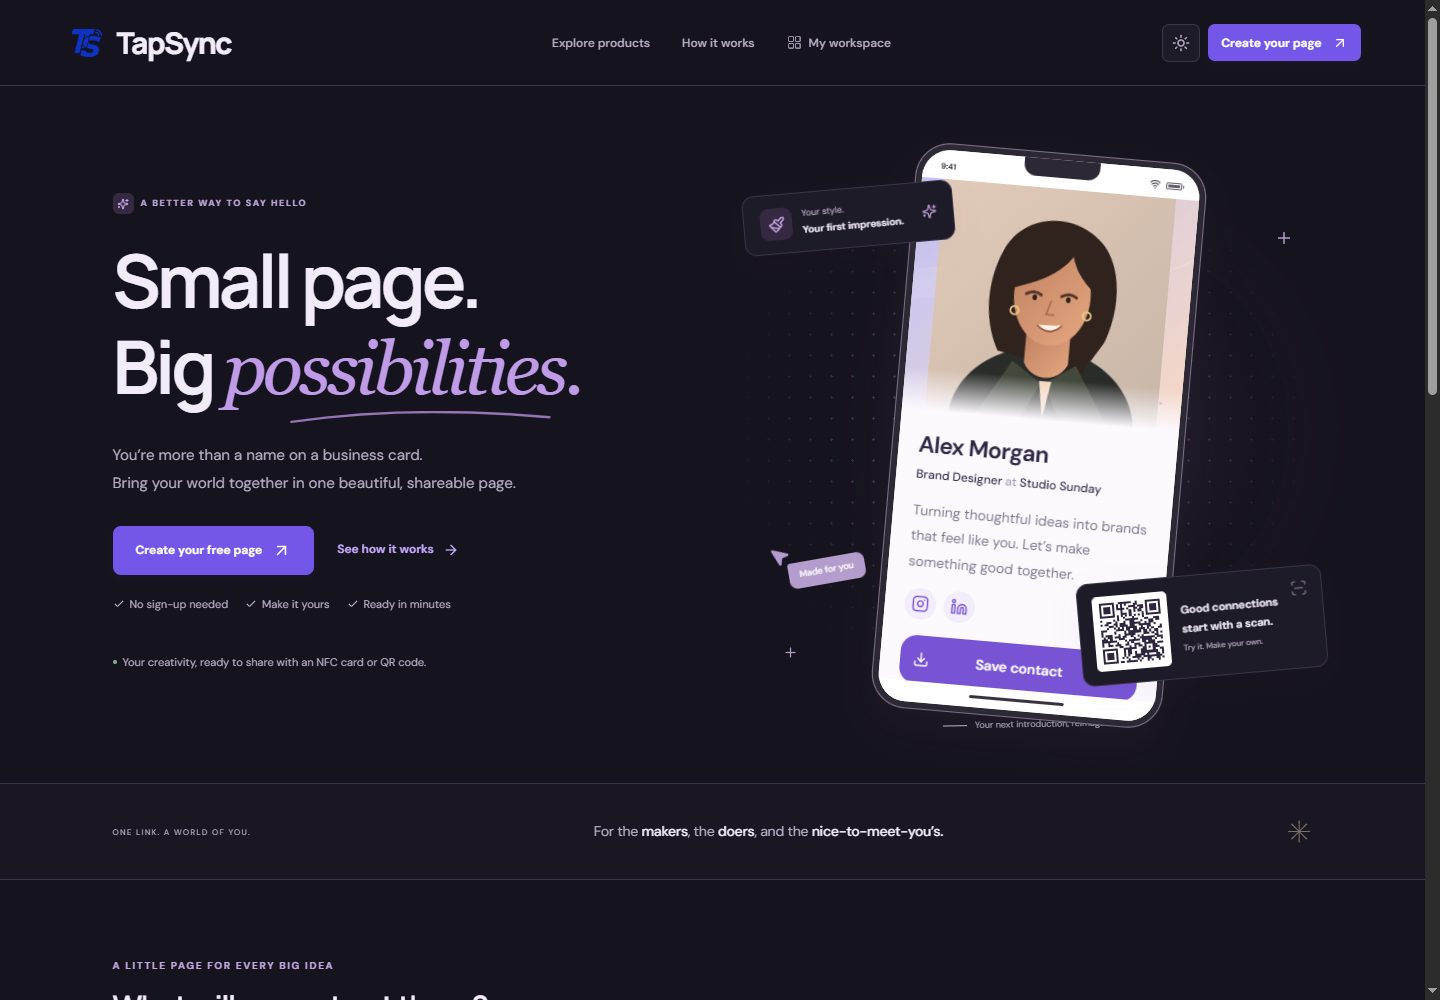 TS TapSync
Explore products
How it works
My workspace
Create your page
A BETTER WAY TO SAY HELLO
Small page.
Big possibilities.
You’re more than a name on a business card.
Bring your world together in one beautiful, shareable page.
Create your free page
See how it works
No sign-up needed
Make it yours
Ready in minutes
Your creativity, ready to share with an NFC card or QR code.
9:41
Your style.
Your first impression.
Alex Morgan
Brand Designer at Studio Sunday
Turning thoughtful ideas into brands
that feel like you. Let’s make
something good together.
Made for you
Save contact
Good connections
start with a scan.
Try it. Make your own.
Your next introduction,
ONE LINK. A WORLD OF YOU.
For the makers, the doers, and the nice-to-meet-you’s.
A LITTLE PAGE FOR EVERY BIG IDEA